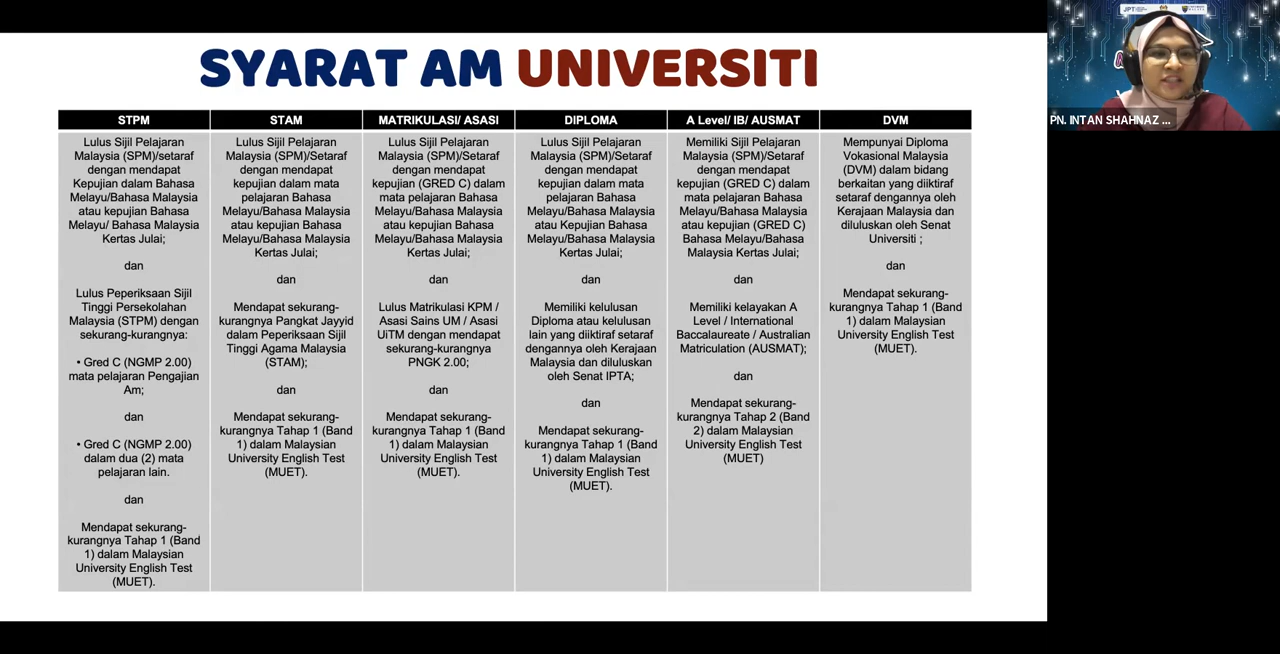 SYARAT AM UNIVERSITI
STPM
Lulus Sijil Pelajaran
Malaysia (SPM)/setaraf
dengan mendapat
Kepujian dalam Bahasa
Melayu/Bahasa Malaysia
atau kepujian Bahasa
Melayu/ Bahasa Malaysia
Kertas Julai;
dan
Lulus Peperiksaan Sijil
Tinggi Persekolahan
Malaysia (STPM) dengan
sekurang-kurangnya:
• Gred C (NGMP 2.00)
mata pelajaran Pengajian
Am;
dan
• Gred C (NGMP 2.00)
dalam dua (2) mata
pelajaran lain.
dan
Mendapat sekurang-
kurangnya Tahap 1 (Band
1) dalam Malaysian
University English Test
(MUET).
STAM
Lulus Sijil Pelajaran
Malaysia (SPM)/Setaraf
dengan mendapat
kepujian dalam mata
pelajaran Bahasa
Melayu/Bahasa Malaysia
atau kepujian Bahasa
Melayu/Bahasa Malaysia
Kertas Julai;
dan
Mendapat sekurang-
kurangnya Pangkat Jayyid
dalam Peperiksaan Sijil
Tinggi Agama Malaysia
(STAM);
dan
Mendapat sekurang-
kurangnya Tahap 1 (Band
1) dalam Malaysian
University English Test
(MUET).
MATRIKULASI/ ASASI
Lulus Sijil Pelajaran
Malaysia (SPM)/Setaraf
dengan mendapat
kepujian (GRED C) dalam
mata pelajaran Bahasa
Melayu/Bahasa Malaysia
atau kepujian Bahasa
Melayu/Bahasa Malaysia
Kertas Julai;
dan
Lulus Matrikulasi KPM /
Asasi Sains UM / Asasi
UiTM dengan mendapat
sekurang-kurangnya
PNGK 2.00;
dan
Mendapat sekurang-
kurangnya Tahap 1 (Band
1) dalam Malaysian
University English Test
(MUET).
DIPLOMA
Lulus Sijil Pelajaran
Malaysia (SPM)/Setaraf
dengan mendapat
kepujian dalam mata
pelajaran Bahasa
Melayu/Bahasa Malaysia
atau Kepujian Bahasa
Melayu/Bahasa Malaysia
Kertas Julai;
dan
Memiliki kelulusan
Diploma atau kelulusan
lain yang diiktiraf setaraf
dengannya oleh Kerajaan
Malaysia dan diluluskan
oleh Senat IPTA;
dan
Mendapat sekurang-
kurangnya Tahap 1 (Band
1) dalam Malaysian
University English Test
(MUET).
A Level/ IB/ AUSMAT
Memiliki Sijil Pelajaran
Malaysia (SPM)/Setaraf
dengan mendapat
kepujian (GRED C) dalam
mata pelajaran Bahasa
Melayu/Bahasa Malaysia
atau kepujian (GRED C)
Bahasa Melayu/Bahasa
Malaysia Kertas Julai;
dan
Memiliki kelayakan A
Level / International
Baccalaureate / Australian
Matriculation (AUSMAT);
dan
Mendapat sekurang-
kurangnya Tahap 2 (Band
2) dalam Malaysian
University English Test
(MUET)
DVM
Mempunyai Diploma
Vokasional Malaysia
(DVM) dalam bidang
berkaitan yang diiktiraf
setaraf dengannya oleh
Kerajaan Malaysia dan
diluluskan oleh Senat
Universiti ;
dan
Mendapat sekurang-
kurangnya Tahap 1 (Band
1) dalam Malaysian
University English Test
(MUET).
JPT
PN. INTAN SHAHNAZ ...